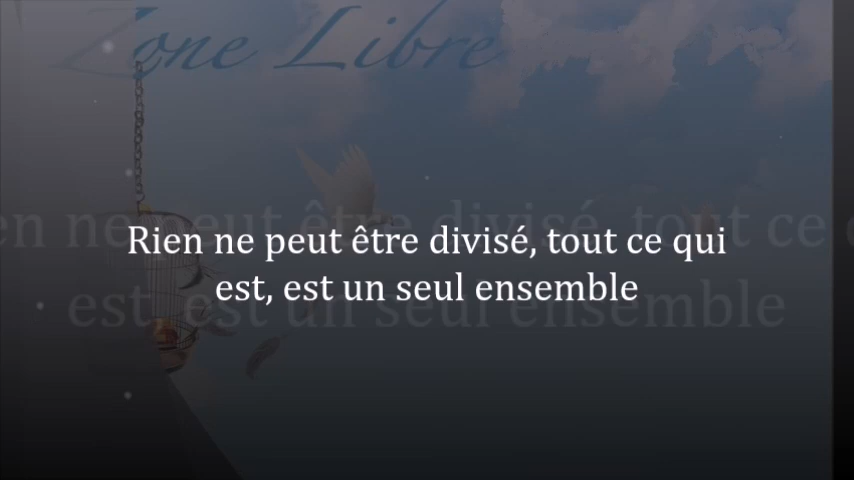 Zone Libre
Rien ne peut être divisé, tout ce qui
est, est un seul ensemble